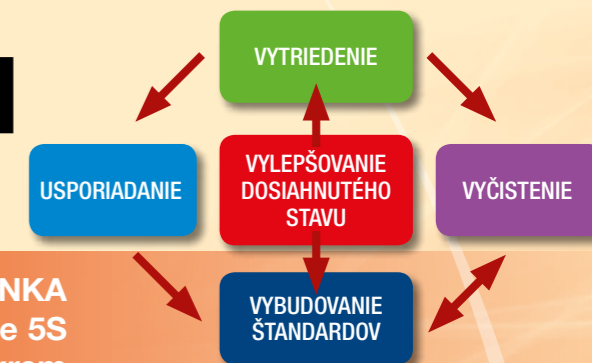 VYTRIEDENIE
USPORIADANIE
VYLEPŠOVANIE
DOSIAHNUTÉHO
STAVU
VYČISTENIE
NKA
e 5S
VYBUDOVANIE
ŠTANDARDOV